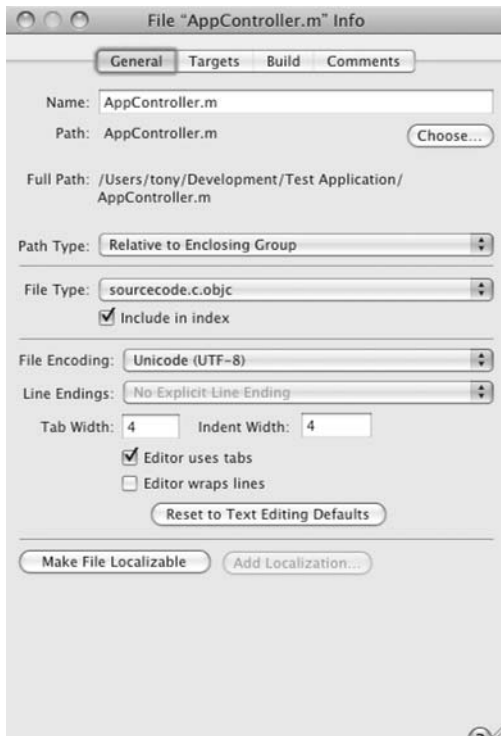 File “AppController.m” Info
General Targets Build Comments
Name: AppController.m
Path: AppController.m Choose...
Full Path: /Users/tony/Development/Test Application/
AppController.m
Path Type: Relative to Enclosing Group
File Type: sourcecode.c.objc
Include in index
File Encoding: Unicode (UTF-8)
Line Endings: No Explicit Line Ending
Tab Width: 4 Indent Width: 4
Editor uses tabs
Editor wraps lines
Reset to Text Editing Defaults
Make File Localizable Add Localization...
?